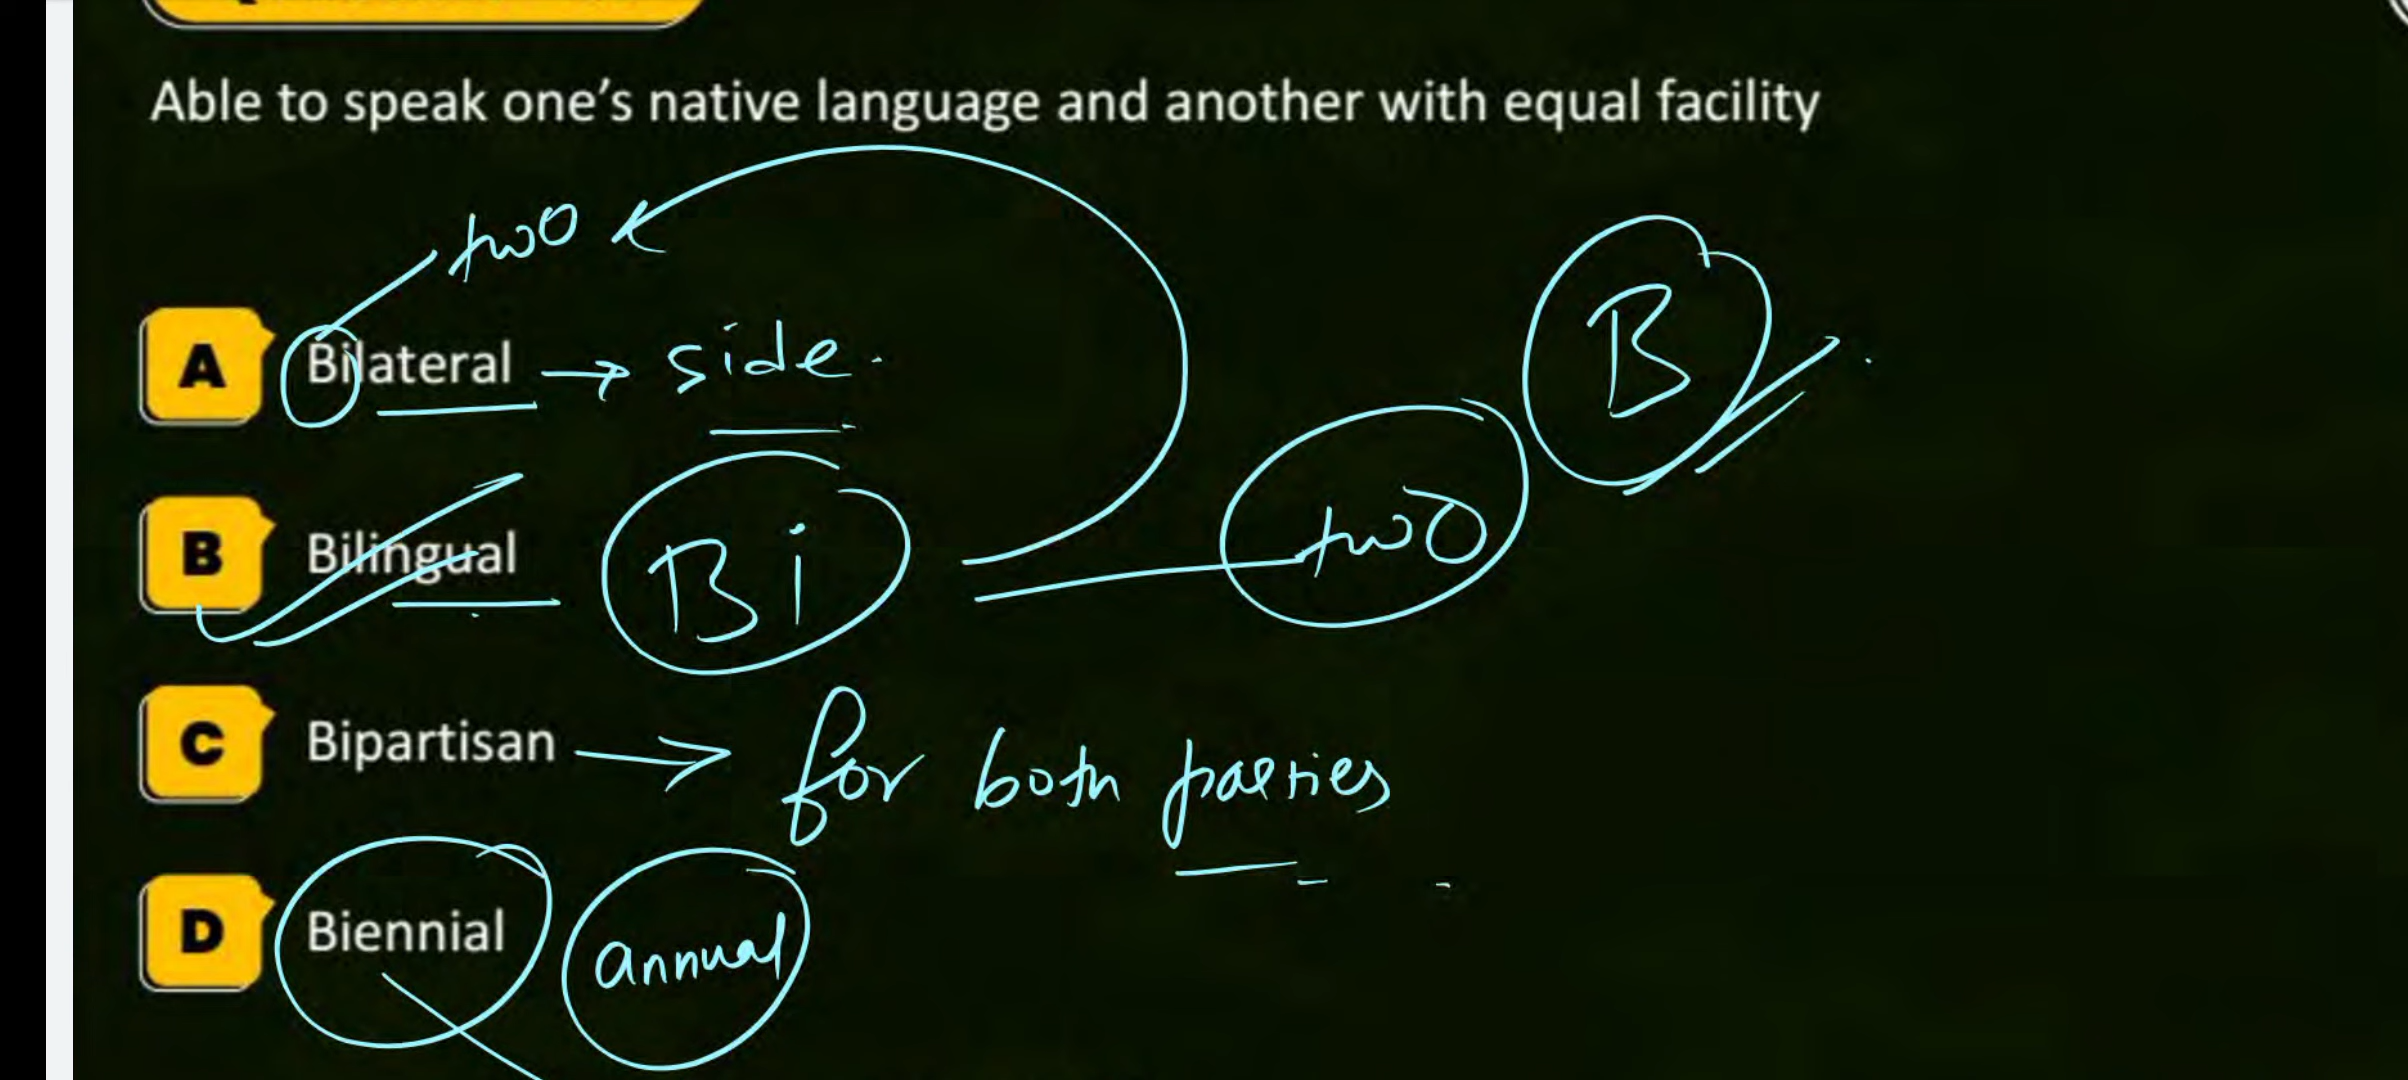 Able to speak one's native language and another with equal facility
two
A Bilateral → side.
B
B Bilingual Bi two
C Bipartisan → for both parties
D Biennial annual